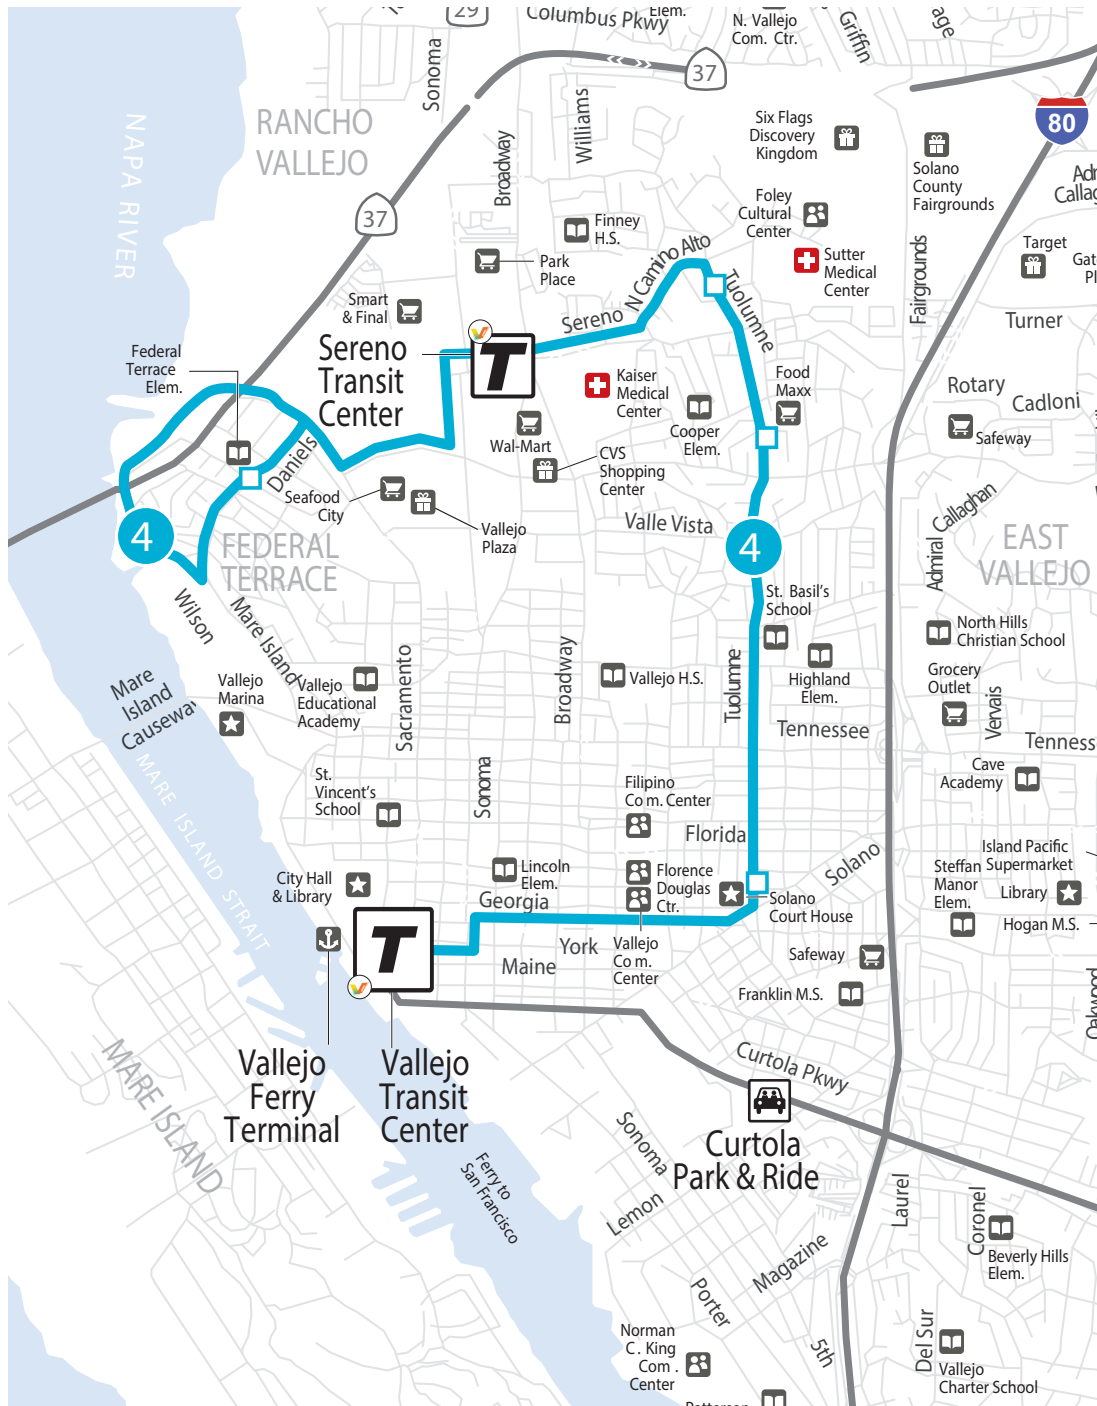 29
Columbus Pkwy
Elem.
N. Vallejo
Com. Ctr.
Griffin
age
Sonoma
37
RANCHO
VALLEJO
NAPA RIVER
Broadway
Williams
Six Flags
Discovery
Kingdom
80
Solano
County
Fairgrounds
Callag
37
Finney
H.S.
Foley
Cultural
Center
Sutter
Medical
Center
Target
Park
Place
N Camino Alto
Tuolumne
Fairgrounds
Turner
Smart
& Final
Sereno
Sereno
Transit
Center
T
Federal
Terrace
Elem.
Kaiser
Medical
Center
Food
Maxx
Rotary
Cadloni
Safeway
Wal-Mart
Cooper
Elem.
Daniels
CVS
Shopping
Center
Seafood
City
Vallejo
Plaza
Valle Vista
Admiral Callaghan
4
4
FEDERAL
TERRACE
EAST
VALLEJO
Wilson
Mare Island
St. Basil's
School
North Hills
Christian School
Mare
Island
Causeway
Vallejo
Marina
Vallejo
Educational
Academy
Sacramento
Broadway
Vallejo H.S.
Tuolumne
Highland
Elem.
Grocery
Outlet
Vervais
Tennessee
Tenness
MARE ISLAND STRAIT
St.
Vincent's
School
Sonoma
Filipino
Com. Center
Cave
Academy
Florida
Solano
Island Pacific
Supermarket
City Hall
& Library
Lincoln
Elem.
Florence
Douglas
Ctr.
Steffan
Manor
Elem.
Library
Georgia
Solano
Court House
Hogan M.S.
T
York
Maine
Vallejo
Com.
Center
Safeway
Franklin M.S.
Oakwood
Vallejo
Ferry
Terminal
Vallejo
Transit
Center
MARE ISLAND
Curtola Pkwy
Curtola
Park & Ride
Sonoma
Ferry to
San Francisco
Lemon
Laurel
Coronel
Magazine
Beverly Hills
Elem.
Porter
5th
Del Sur
Norman
C. King
Com.
Center
Vallejo
Charter School